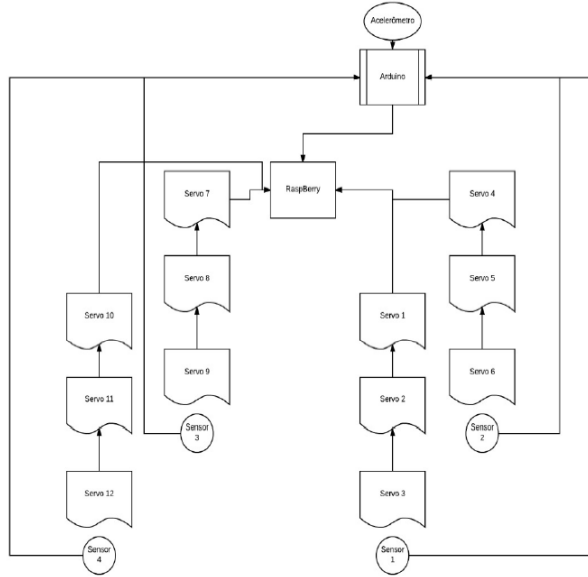 Acelerômetro
Arduino
RaspBerry
Servo 7
Servo 4
Servo 8
Servo 5
Servo 10
Servo 1
Servo 9
Servo 6
Servo 11
Servo 2
Sensor
3
Sensor
2
Servo 12
Servo 3
Sensor
4
Sensor
1